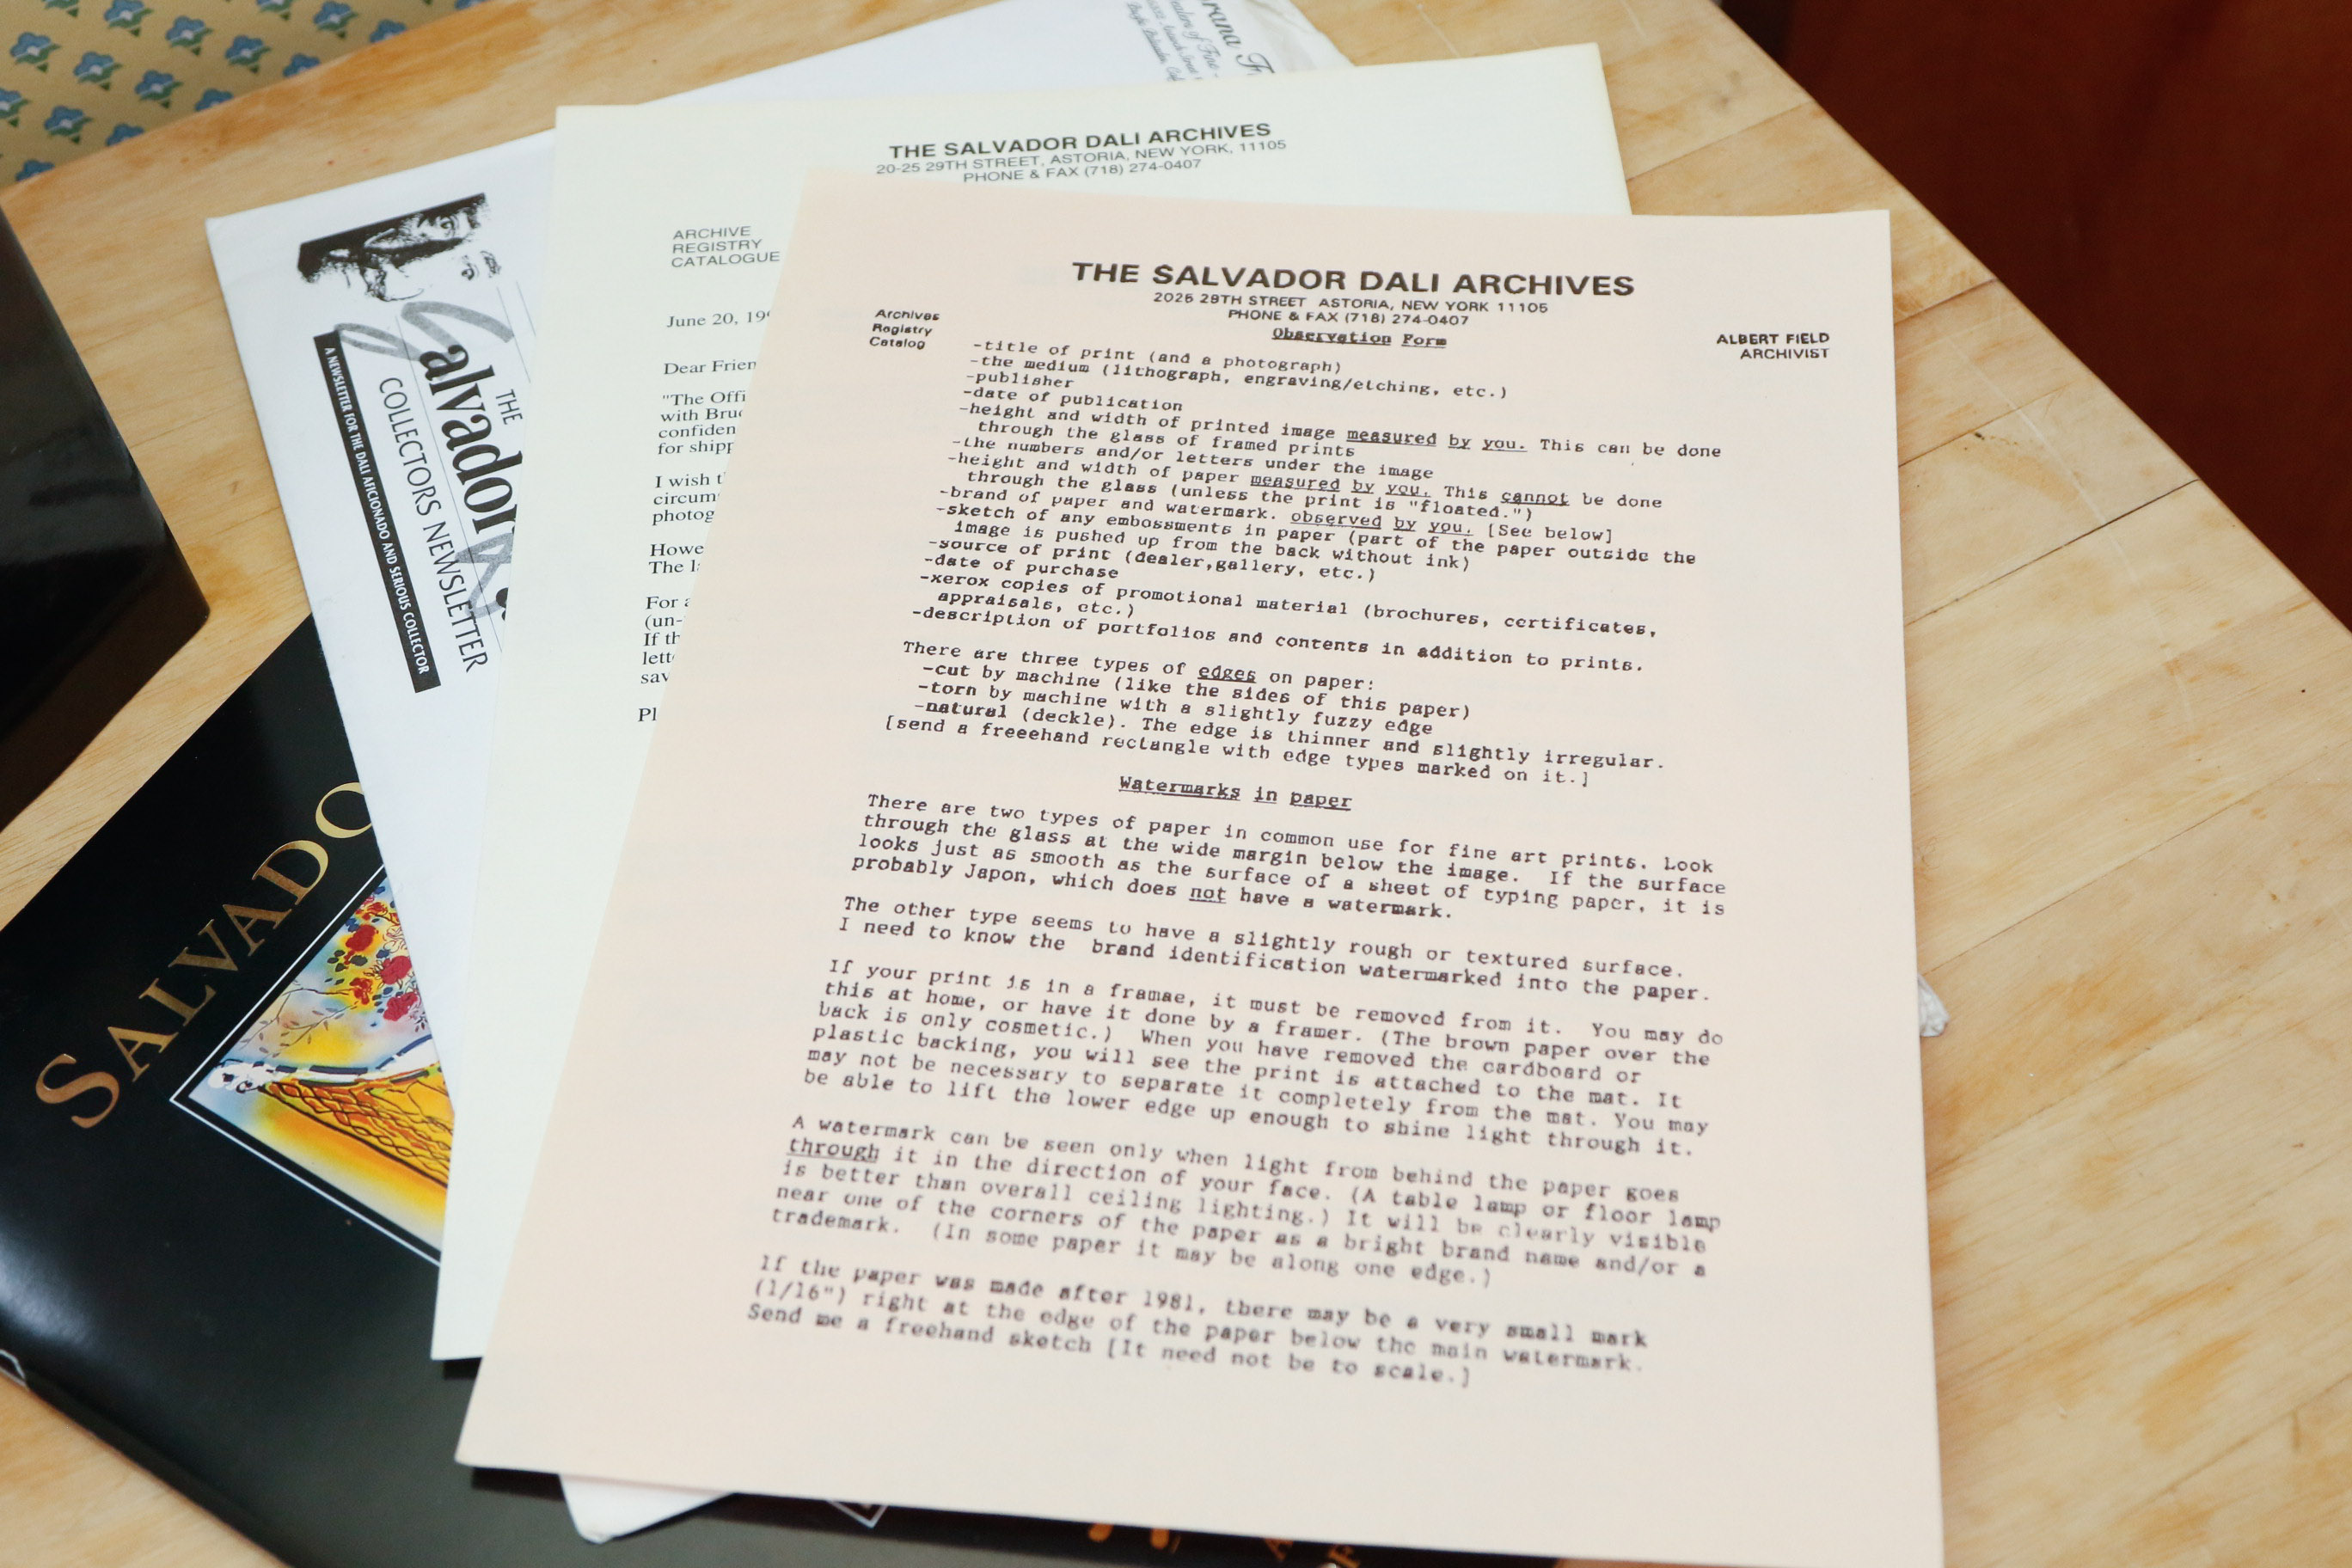 THE SALVADOR DALI ARCHIVES
2025 29TH STREET ASTORIA, NEW YORK 11105
PHONE & FAX (718) 274-0407
Archives
Registry
Catalog
ALBERT FIELD
ARCHIVIST
Observation Form
-title of print (and a photograph)
-the medium (lithograph, engraving/etching, etc.)
-publisher
-date of publication
-height and width of printed image measured by you. This can be done
through the glass of framed prints
-the numbers and/or letters under the image
-height and width of paper measured by you. This cannot be done
through the glass (unless the print is "floated.")
-brand of paper and watermark. observed by you. [See below]
-sketch of any embossments in paper (part of the paper outside the
image is pushed up from the back without ink)
-source of print (dealer,gallery, etc.)
-date of purchase
-xerox copies of promotional material (brochures, certificates,
appraisals, etc.)
-description of portfolios and contents in addition to prints.
There are three types of edges on paper:
-cut by machine (like the sides of this paper)
-torn by machine with a slightly fuzzy edge
-natural (deckle). The edge is thinner and slightly irregular.
[send a freeehand rectangle with edge types marked on it.]
Watermarks in paper
There are two types of paper in common use for fine art prints. Look
through the glass at the wide margin below the image. If the surface
looks just as smooth as the surface of a sheet of typing paper, it is
probably Japon, which does not have a watermark.
The other type seems to have a slightly rough or textured surface.
I need to know the brand identification watermarked into the paper.
If your print is in a framae, it must be removed from it. You may do
this at home, or have it done by a framer. (The brown paper over the
back is only cosmetic.) When you have removed the cardboard or
plastic backing, you will see the print is attached to the mat. It
may not be necessary to separate it completely from the mat. You may
be able to lift the lower edge up enough to shine light through it.
A watermark can be seen only when light from behind the paper goes
through it in the direction of your face. (A table lamp or floor lamp
is better than overall ceiling lighting.) It will be clearly visible
near one of the corners of the paper as a bright brand name and/or a
trademark. (In some paper it may be along one edge.)
If the paper was made after 1981, there may be a very small mark
(1/16") right at the edge of the paper below the main watermark.
Send me a freehand sketch [It need not be to scale.]
THE SALVADOR DALI ARCHIVES
20-25 29TH STREET, ASTORIA, NEW YORK, 11105
PHONE & FAX (718) 274-0407
ARCHIVE
REGISTRY
CATALOGUE
June 20, 19
Dear Frien
"The Offi
with Bruc
confiden
for shipp
I wish t
circum
photog
Howe
The l
For a
(un-
If th
lett
sav
Pl
THE
Salvador
COLLECTORS NEWSLETTER
A NEWSLETTER FOR THE DALI AFICIONADO AND SERIOUS COLLECTOR
SALVADO